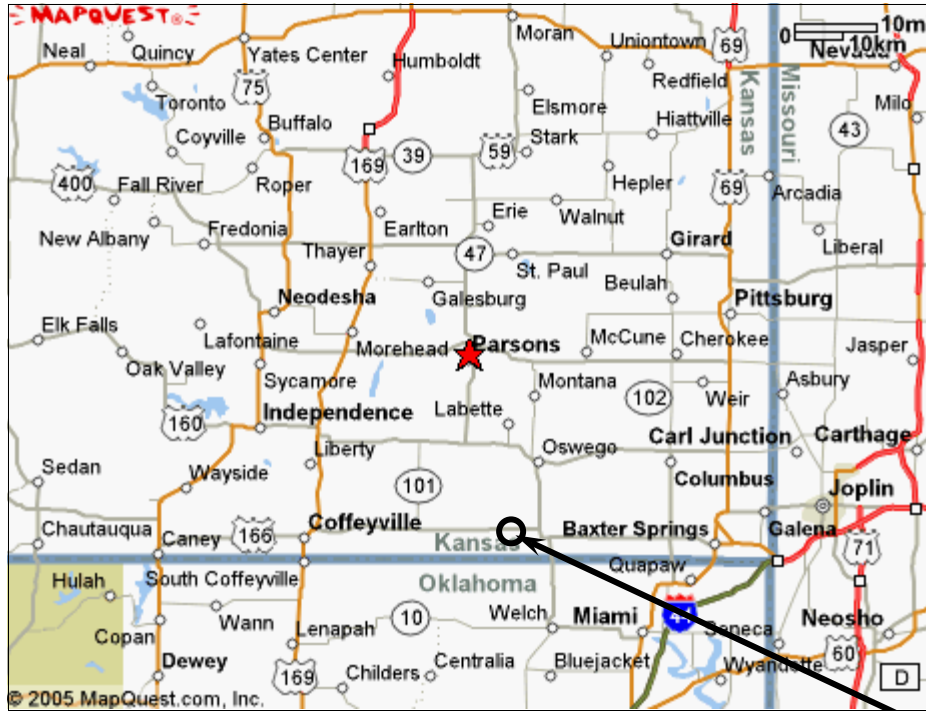 MAPQUEST
10m
0
10km
Moran
Neal
Quincy
Yates Center
Uniontown
69
Nevada
Humboldt
Redfield
Kansas
Missouri
75
Toronto
Elsmore
Milo
Coyville
Buffalo
Stark
Hiattville
43
169
39
59
400
Fall River
Roper
Hepler
69
Arcadia
New Albany
Fredonia
Earlton
Erie
Walnut
Thayer
47
St. Paul
Girard
Liberal
Neodesha
Galesburg
Beulah
Pittsburg
Elk Falls
Lafontaine
Morehead
Parsons
McCune
Cherokee
Jasper
Oak Valley
Sycamore
Montana
102
Weir
Asbury
160
Independence
Labette
Carl Junction
Carthage
Sedan
Wayside
Liberty
Oswego
Columbus
101
Joplin
Chautauqua
166
Coffeyville
Baxter Springs
Galena
Caney
Kansas
71
Hulah
South Coffeyville
Oklahoma
Quapaw
Copan
Wann
10
Welch
Miami
44
Seneca
Neosho
Lenapah
60
Dewey
169
Childers
Centralia
Bluejacket
Wyandotte
D
© 2005 MapQuest.com, Inc.